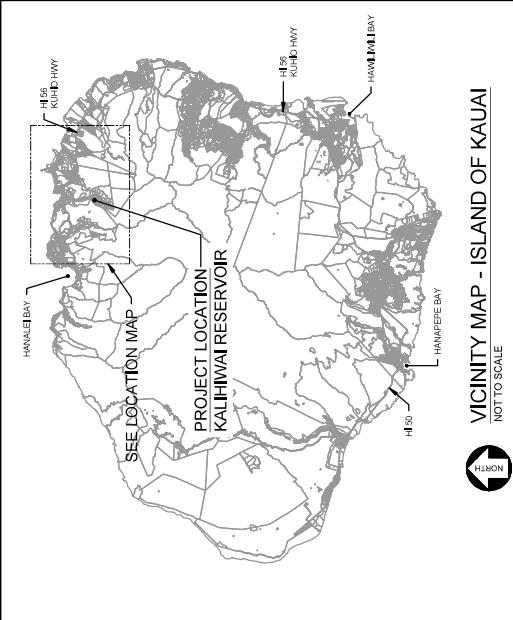 HI 56
KUHIO HWY
HI 56
KUHIO HWY
HAWILIWILI BAY
HANALEI BAY
SEE LOCATION MAP
PROJECT LOCATION
KALIHIWAI RESERVOIR
HANAPEPE BAY
HI 50
VICINITY MAP - ISLAND OF KAUAI
NOT TO SCALE
NORTH